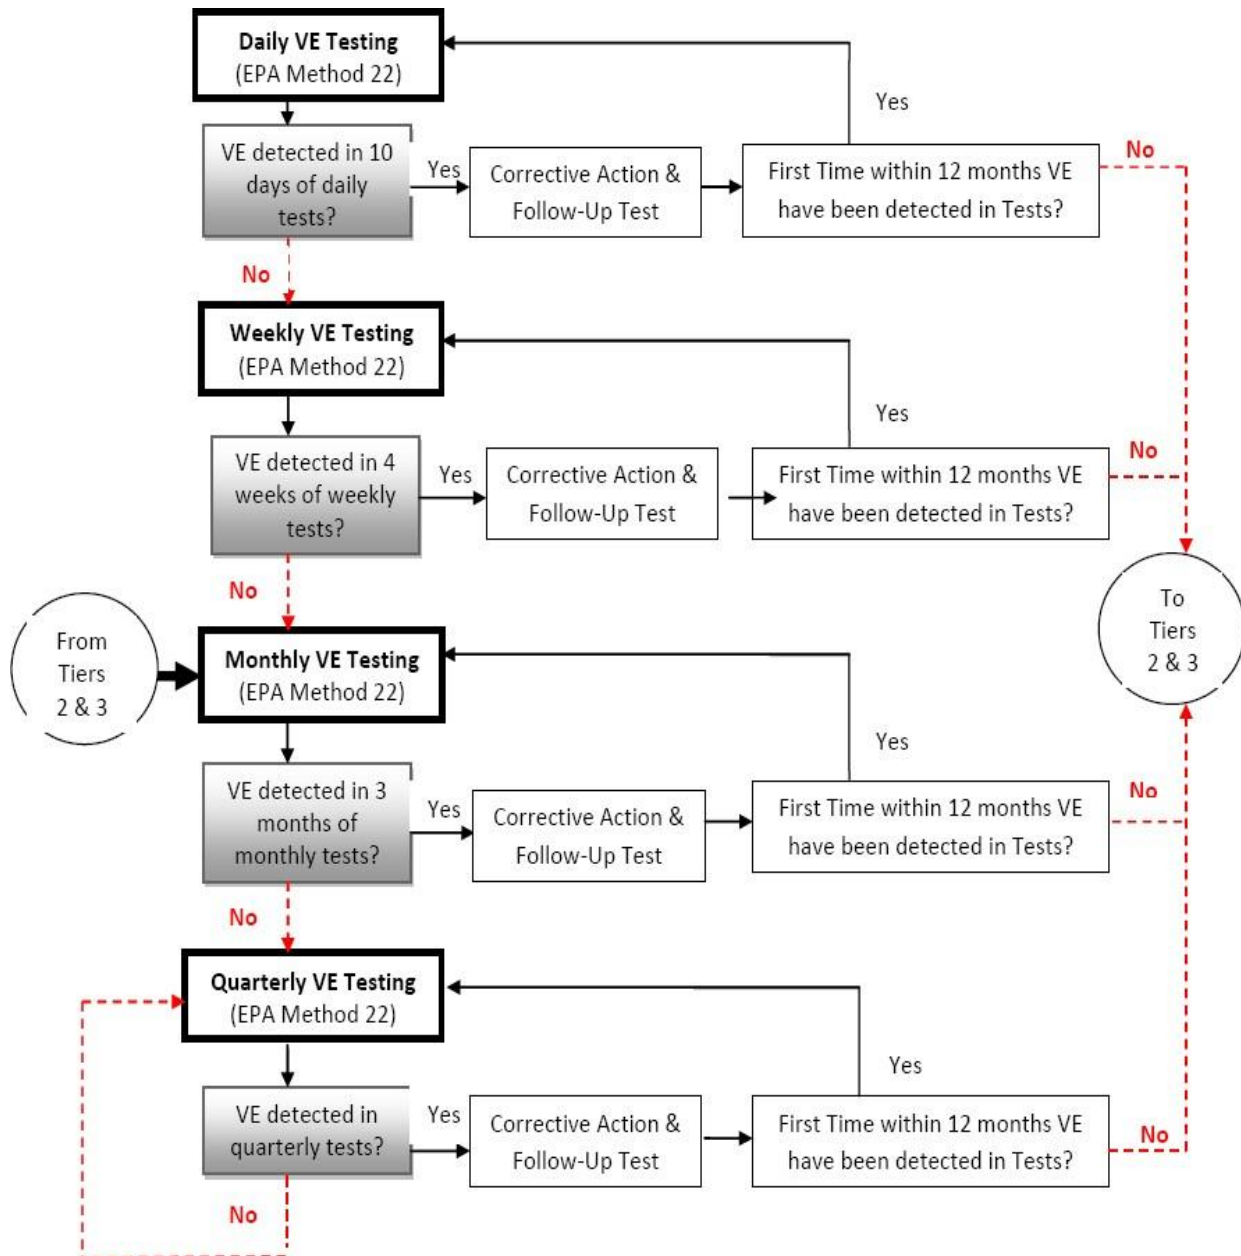 Daily VE Testing
(EPA Method 22)
Yes
VE detected in 10
days of daily
tests?
Yes
Corrective Action &
Follow-Up Test
First Time within 12 months VE
have been detected in Tests?
No
No
Weekly VE Testing
(EPA Method 22)
Yes
VE detected in 4
weeks of weekly
tests?
Yes
Corrective Action &
Follow-Up Test
First Time within 12 months VE
have been detected in Tests?
No
No
To
Tiers
2 & 3
From
Tiers
2 & 3
Monthly VE Testing
(EPA Method 22)
Yes
VE detected in 3
months of
monthly tests?
Yes
Corrective Action &
Follow-Up Test
First Time within 12 months VE
have been detected in Tests?
No
No
Quarterly VE Testing
(EPA Method 22)
Yes
VE detected in
quarterly tests?
Yes
Corrective Action &
Follow-Up Test
First Time within 12 months VE
have been detected in Tests?
No
No